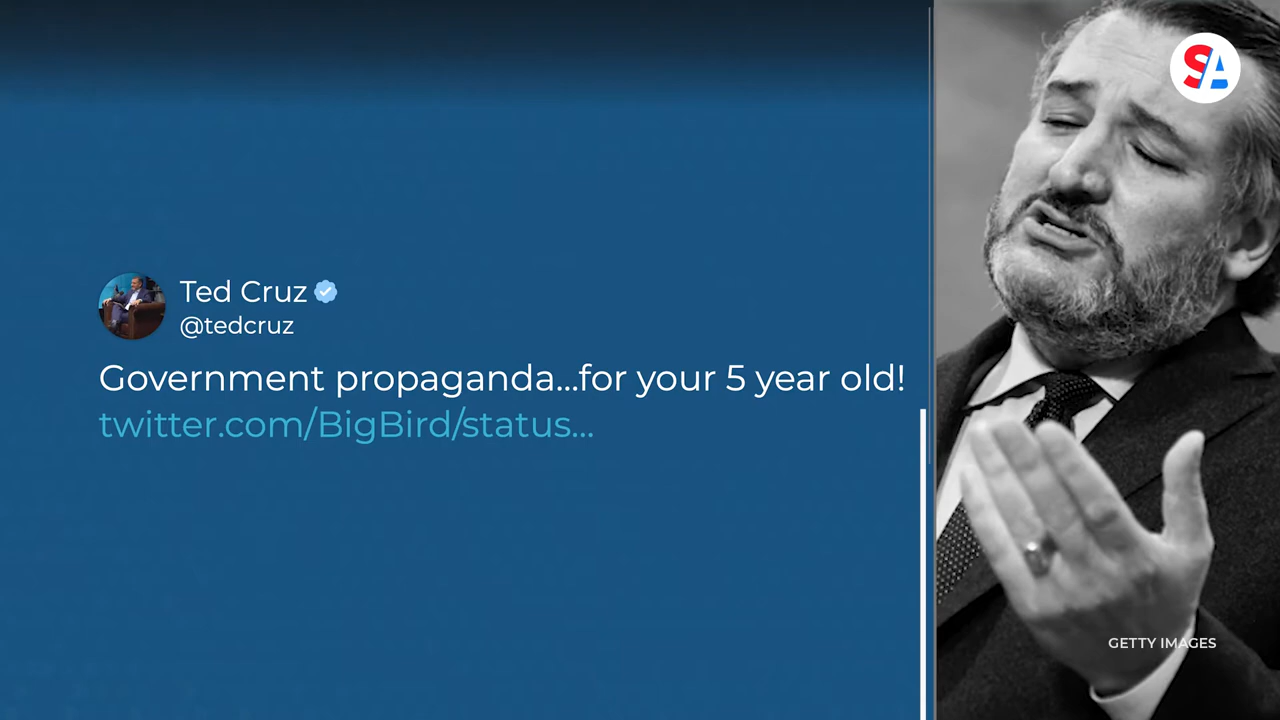 SA
Ted Cruz
@tedcruz
Government propaganda...for your 5 year old!
twitter.com/BigBird/status...
GETTY IMAGES